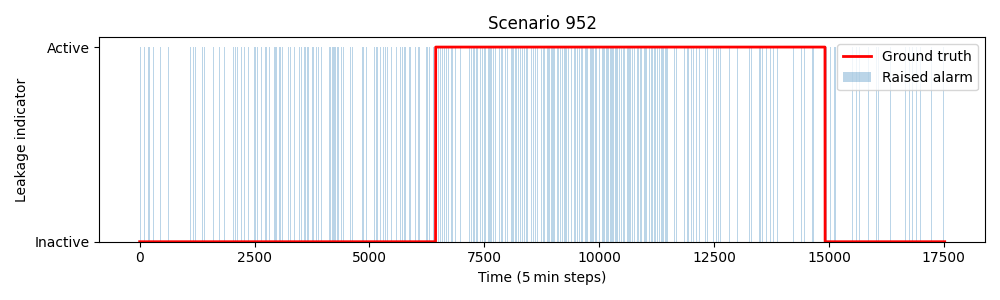 Scenario 952
Active
Inactive
Leakage indicator
Ground truth
Raised alarm
0
2500
5000
7500
10000
12500
15000
17500
Time (5 min steps)